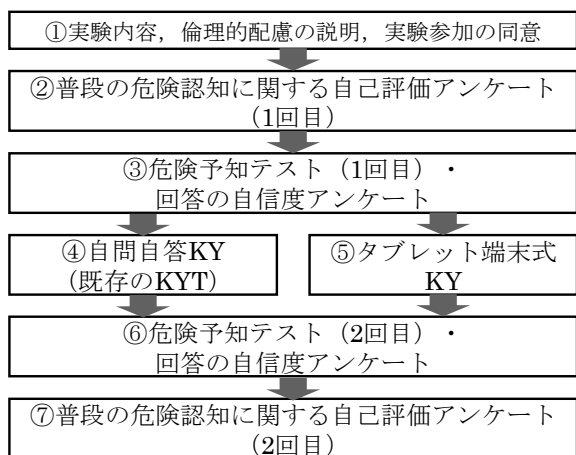 ①実験内容，倫理的配慮の説明，実験参加の同意
②普段の危険認知に関する自己評価アンケート
（1回目）
③危険予知テスト（1回目）・
回答の自信度アンケート
④自問自答KY
(既存のKYT)
⑤タブレット端末式
KY
⑥危険予知テスト（2回目）・
回答の自信度アンケート
⑦普段の危険認知に関する自己評価アンケート
（2回目）